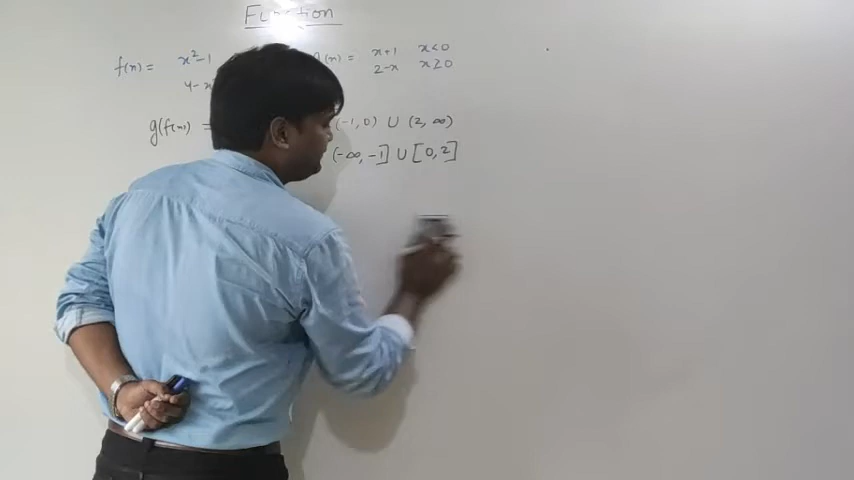 Function
f(x) = x²-1 g(x) = x+1 x<0
4-x 2-x x≥0
g(f(x)) = (-1, 0) ∪ (2, ∞)
(-∞, -1] ∪ [0, 2]